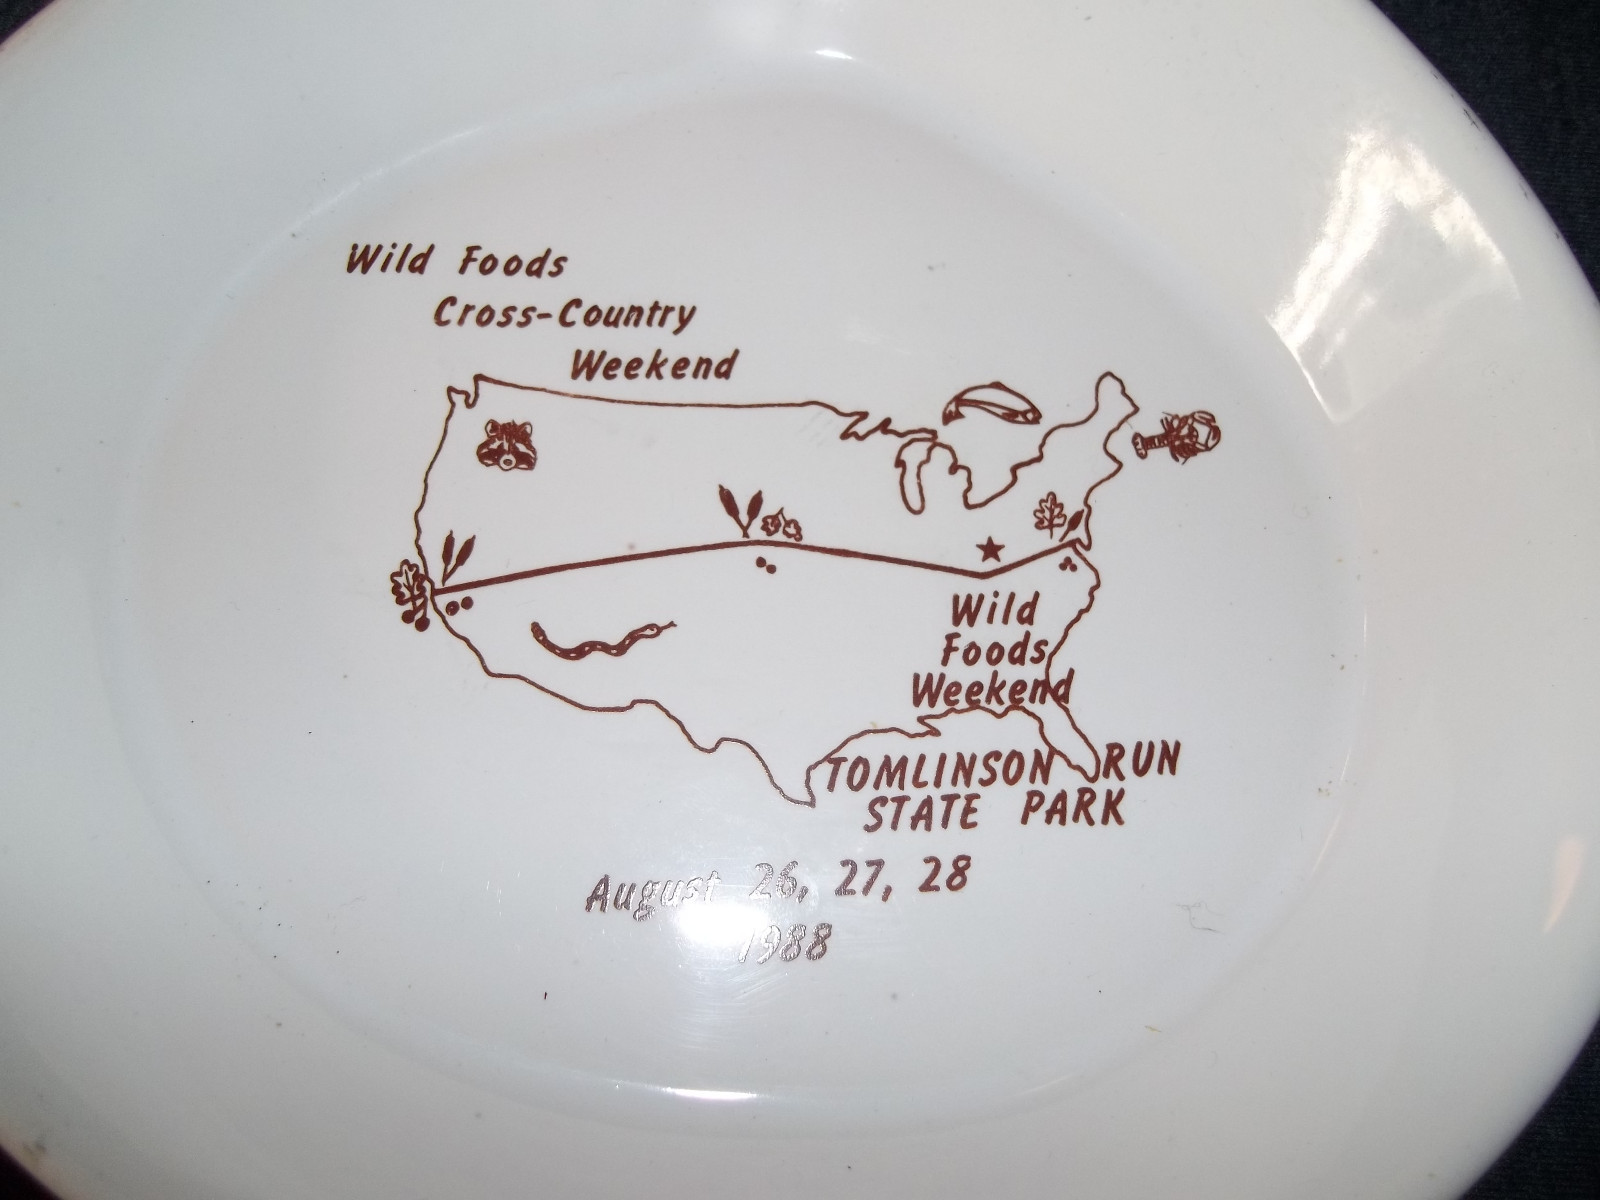 Wild Foods
Cross-Country
Weekend
Wild
Foods
Weekend
TOMLINSON RUN
STATE PARK
August 26, 27, 28
1988